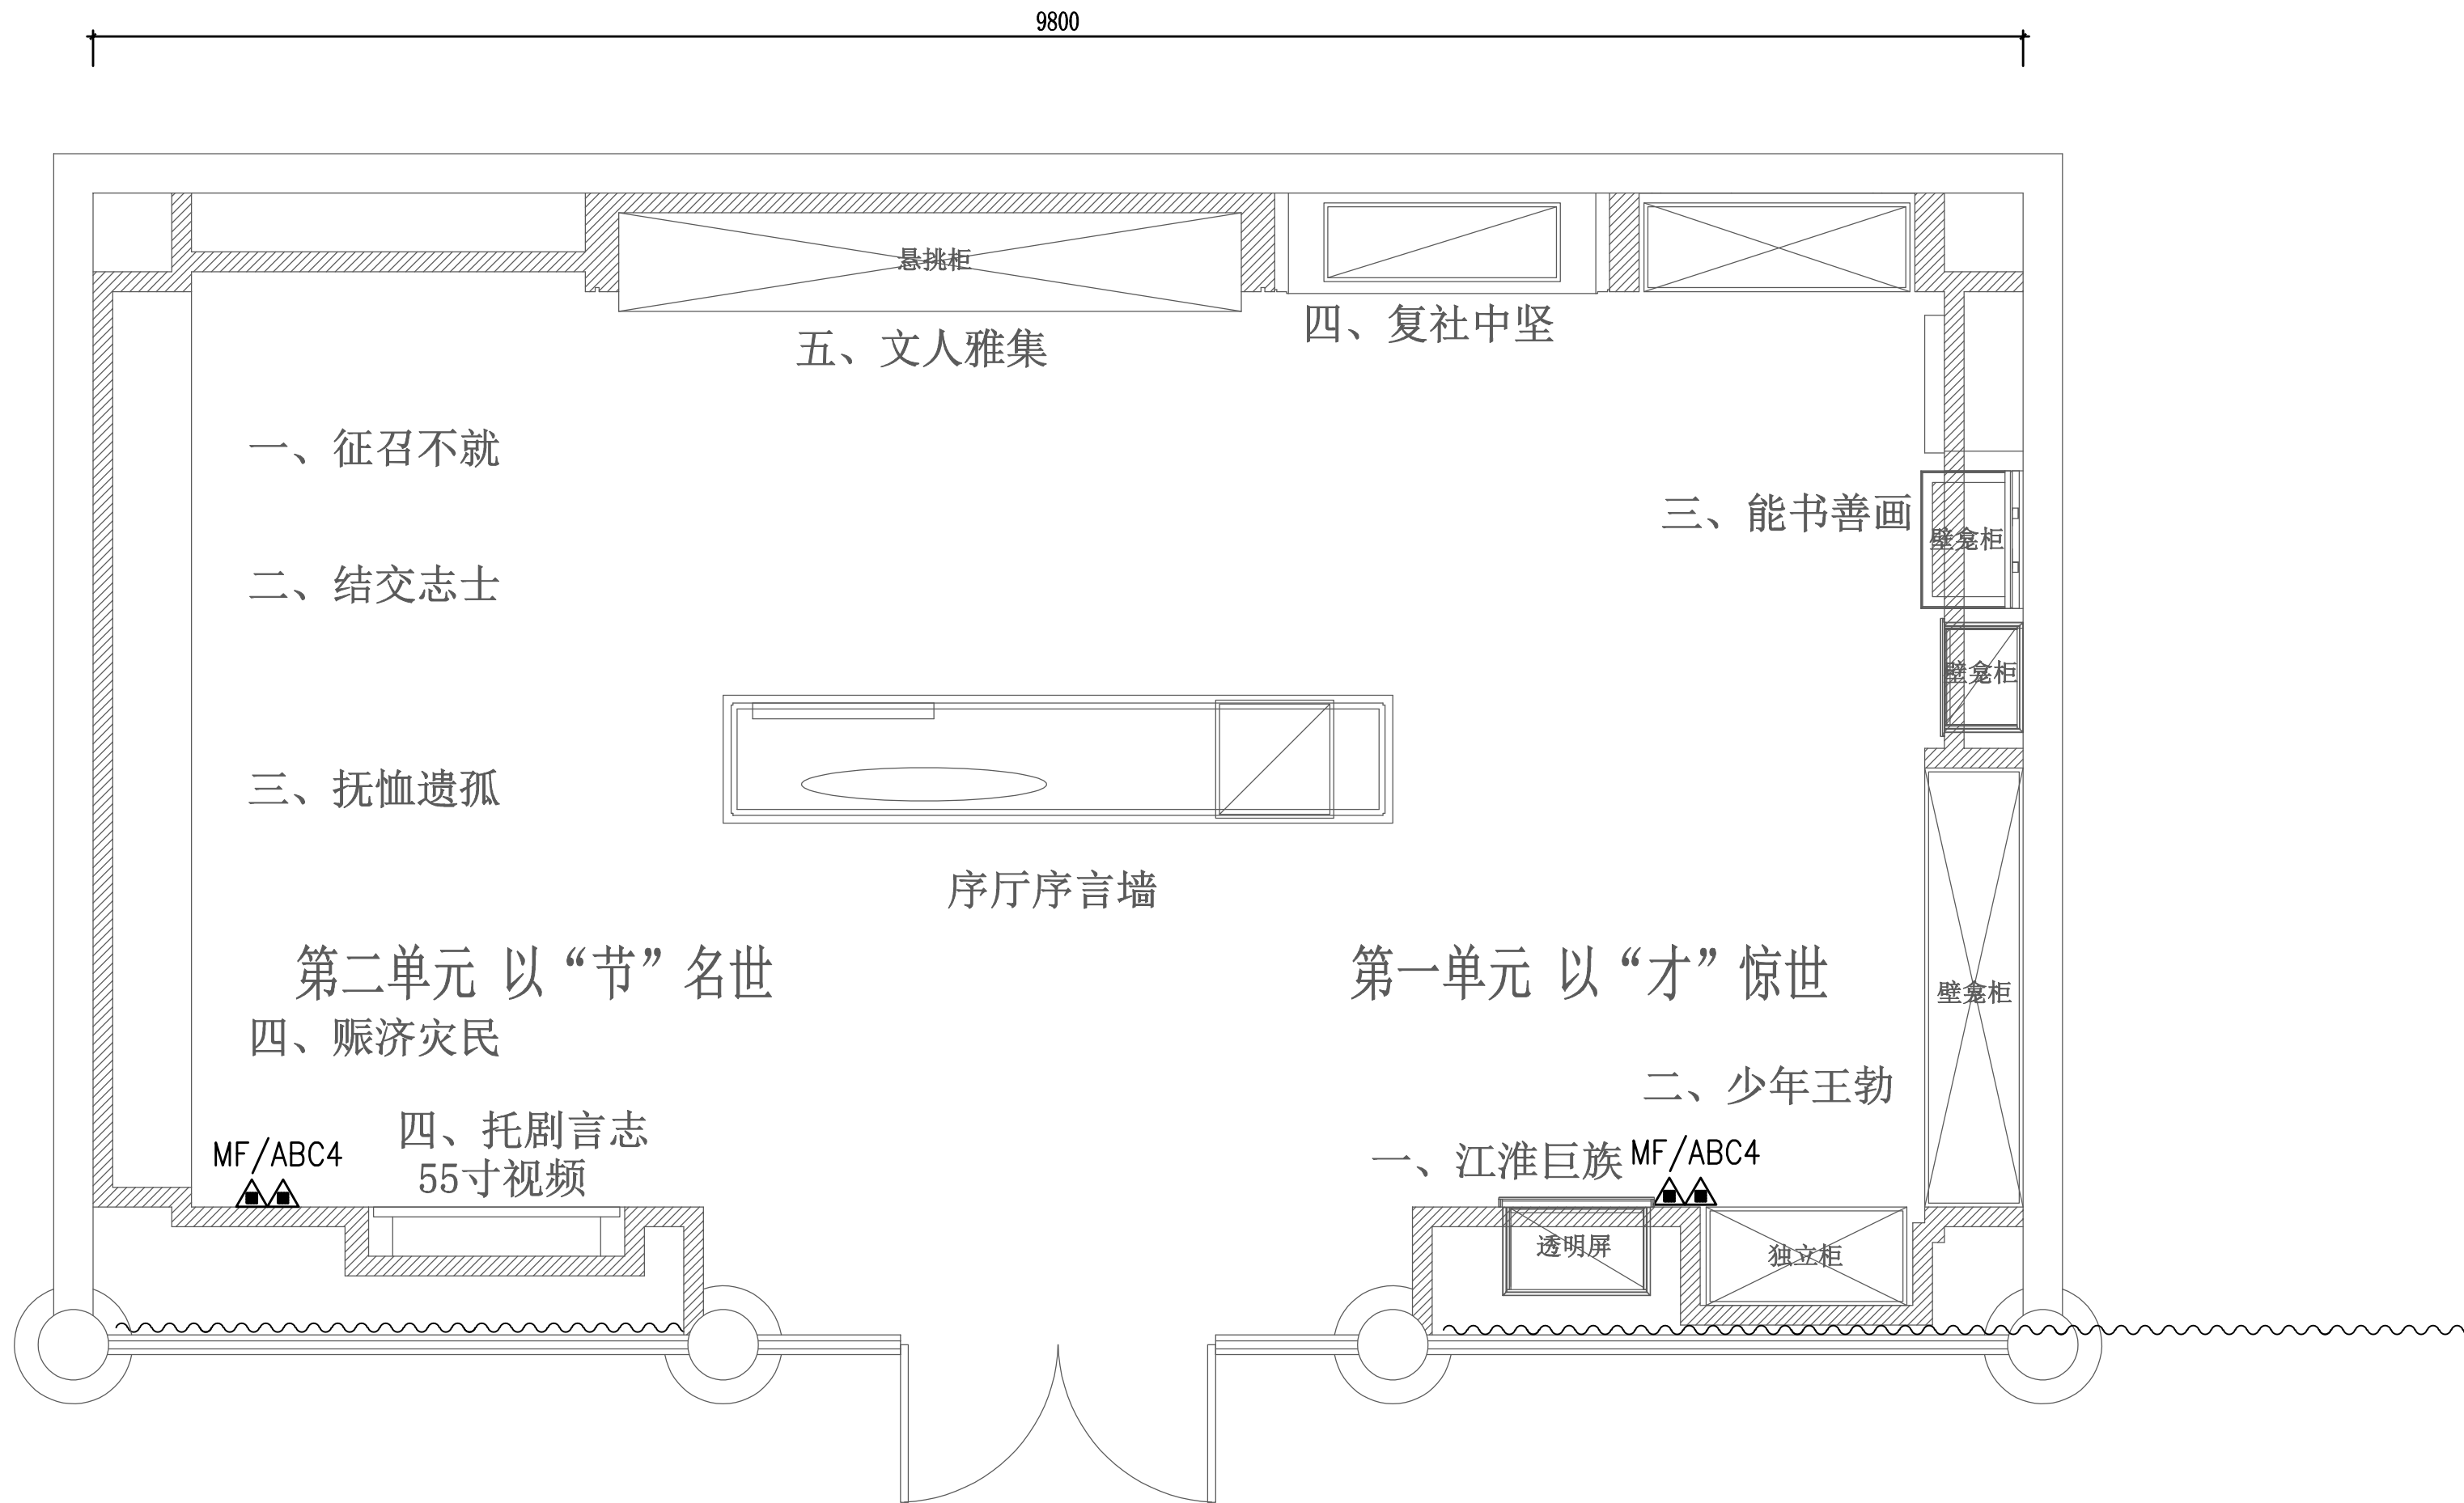 9800
悬挑柜
五、文人雅集
四、复社中坚
一、征召不就
三、能书善画
壁龛柜
二、结交志士
壁龛柜
三、抚恤遗孤
序厅序言墙
第二单元 以“节”名世
第一单元 以“才”惊世
壁龛柜
四、赈济灾民
二、少年王勃
四、托剧言志
MF/ABC4
55寸视频
一、江淮巨族
MF/ABC4
透明屏
独立柜